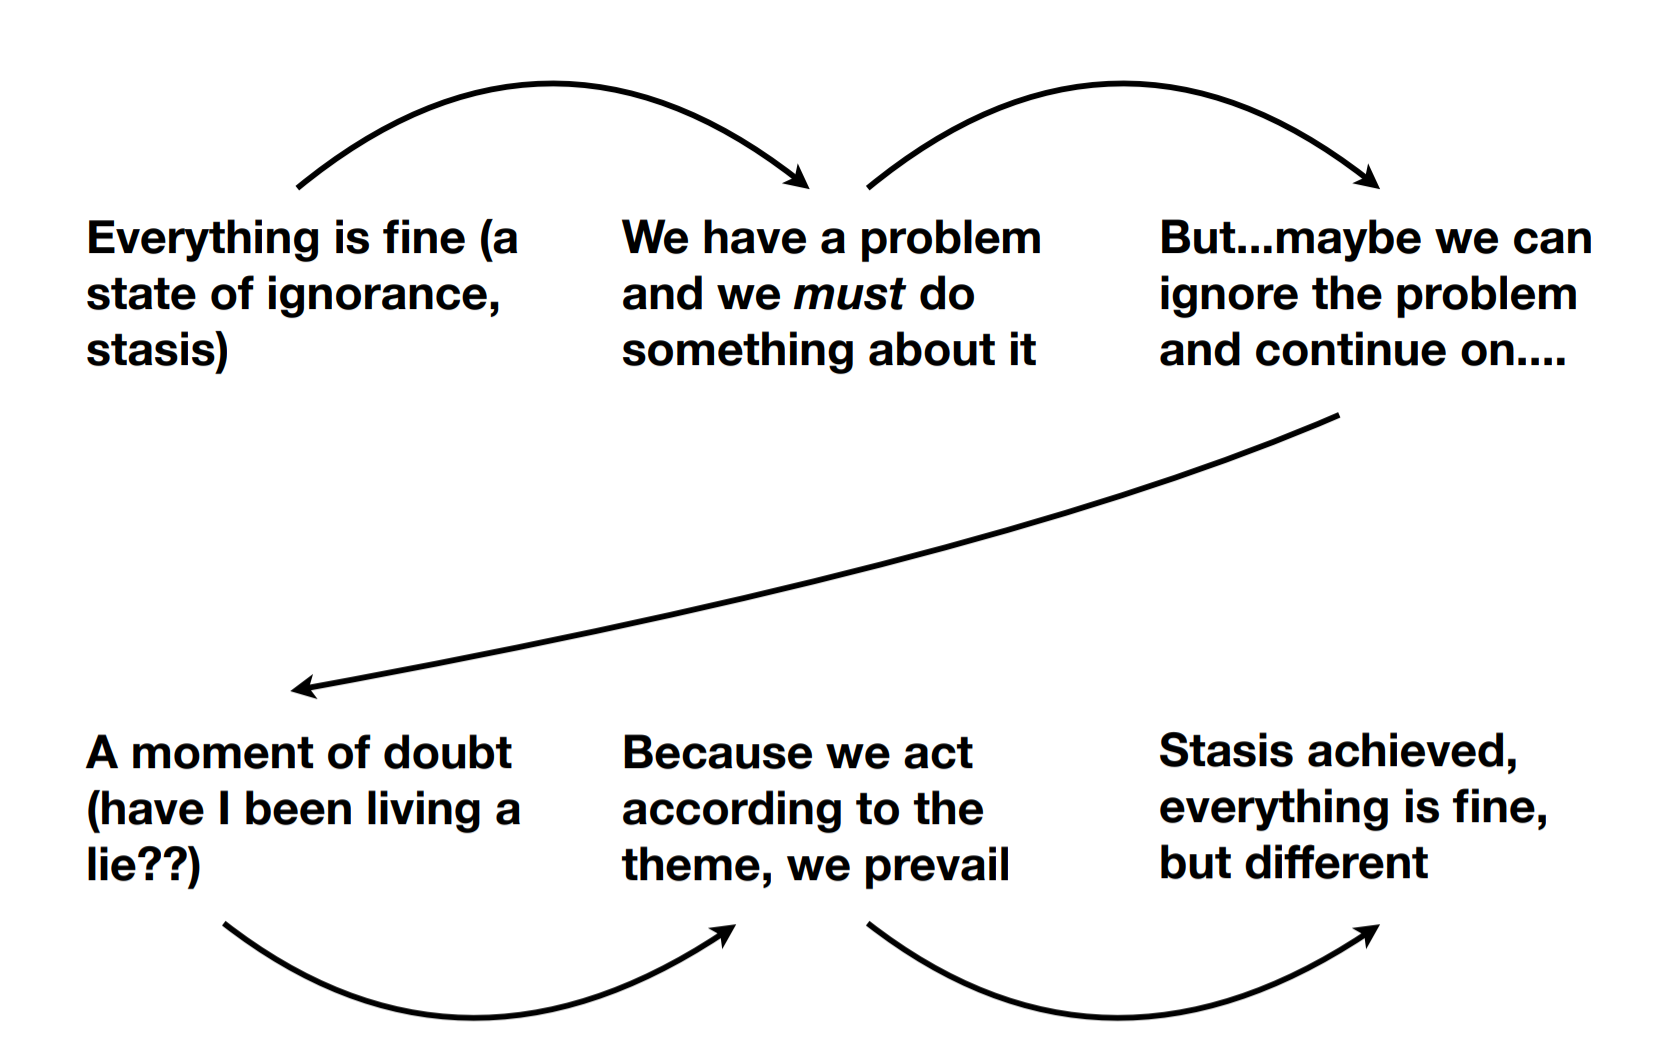 Everything is fine (a
state of ignorance,
stasis)
We have a problem
and we must do
something about it
But...maybe we can
ignore the problem
and continue on....
A moment of doubt
(have I been living a
lie??)
Because we act
according to the
theme, we prevail
Stasis achieved,
everything is fine,
but different